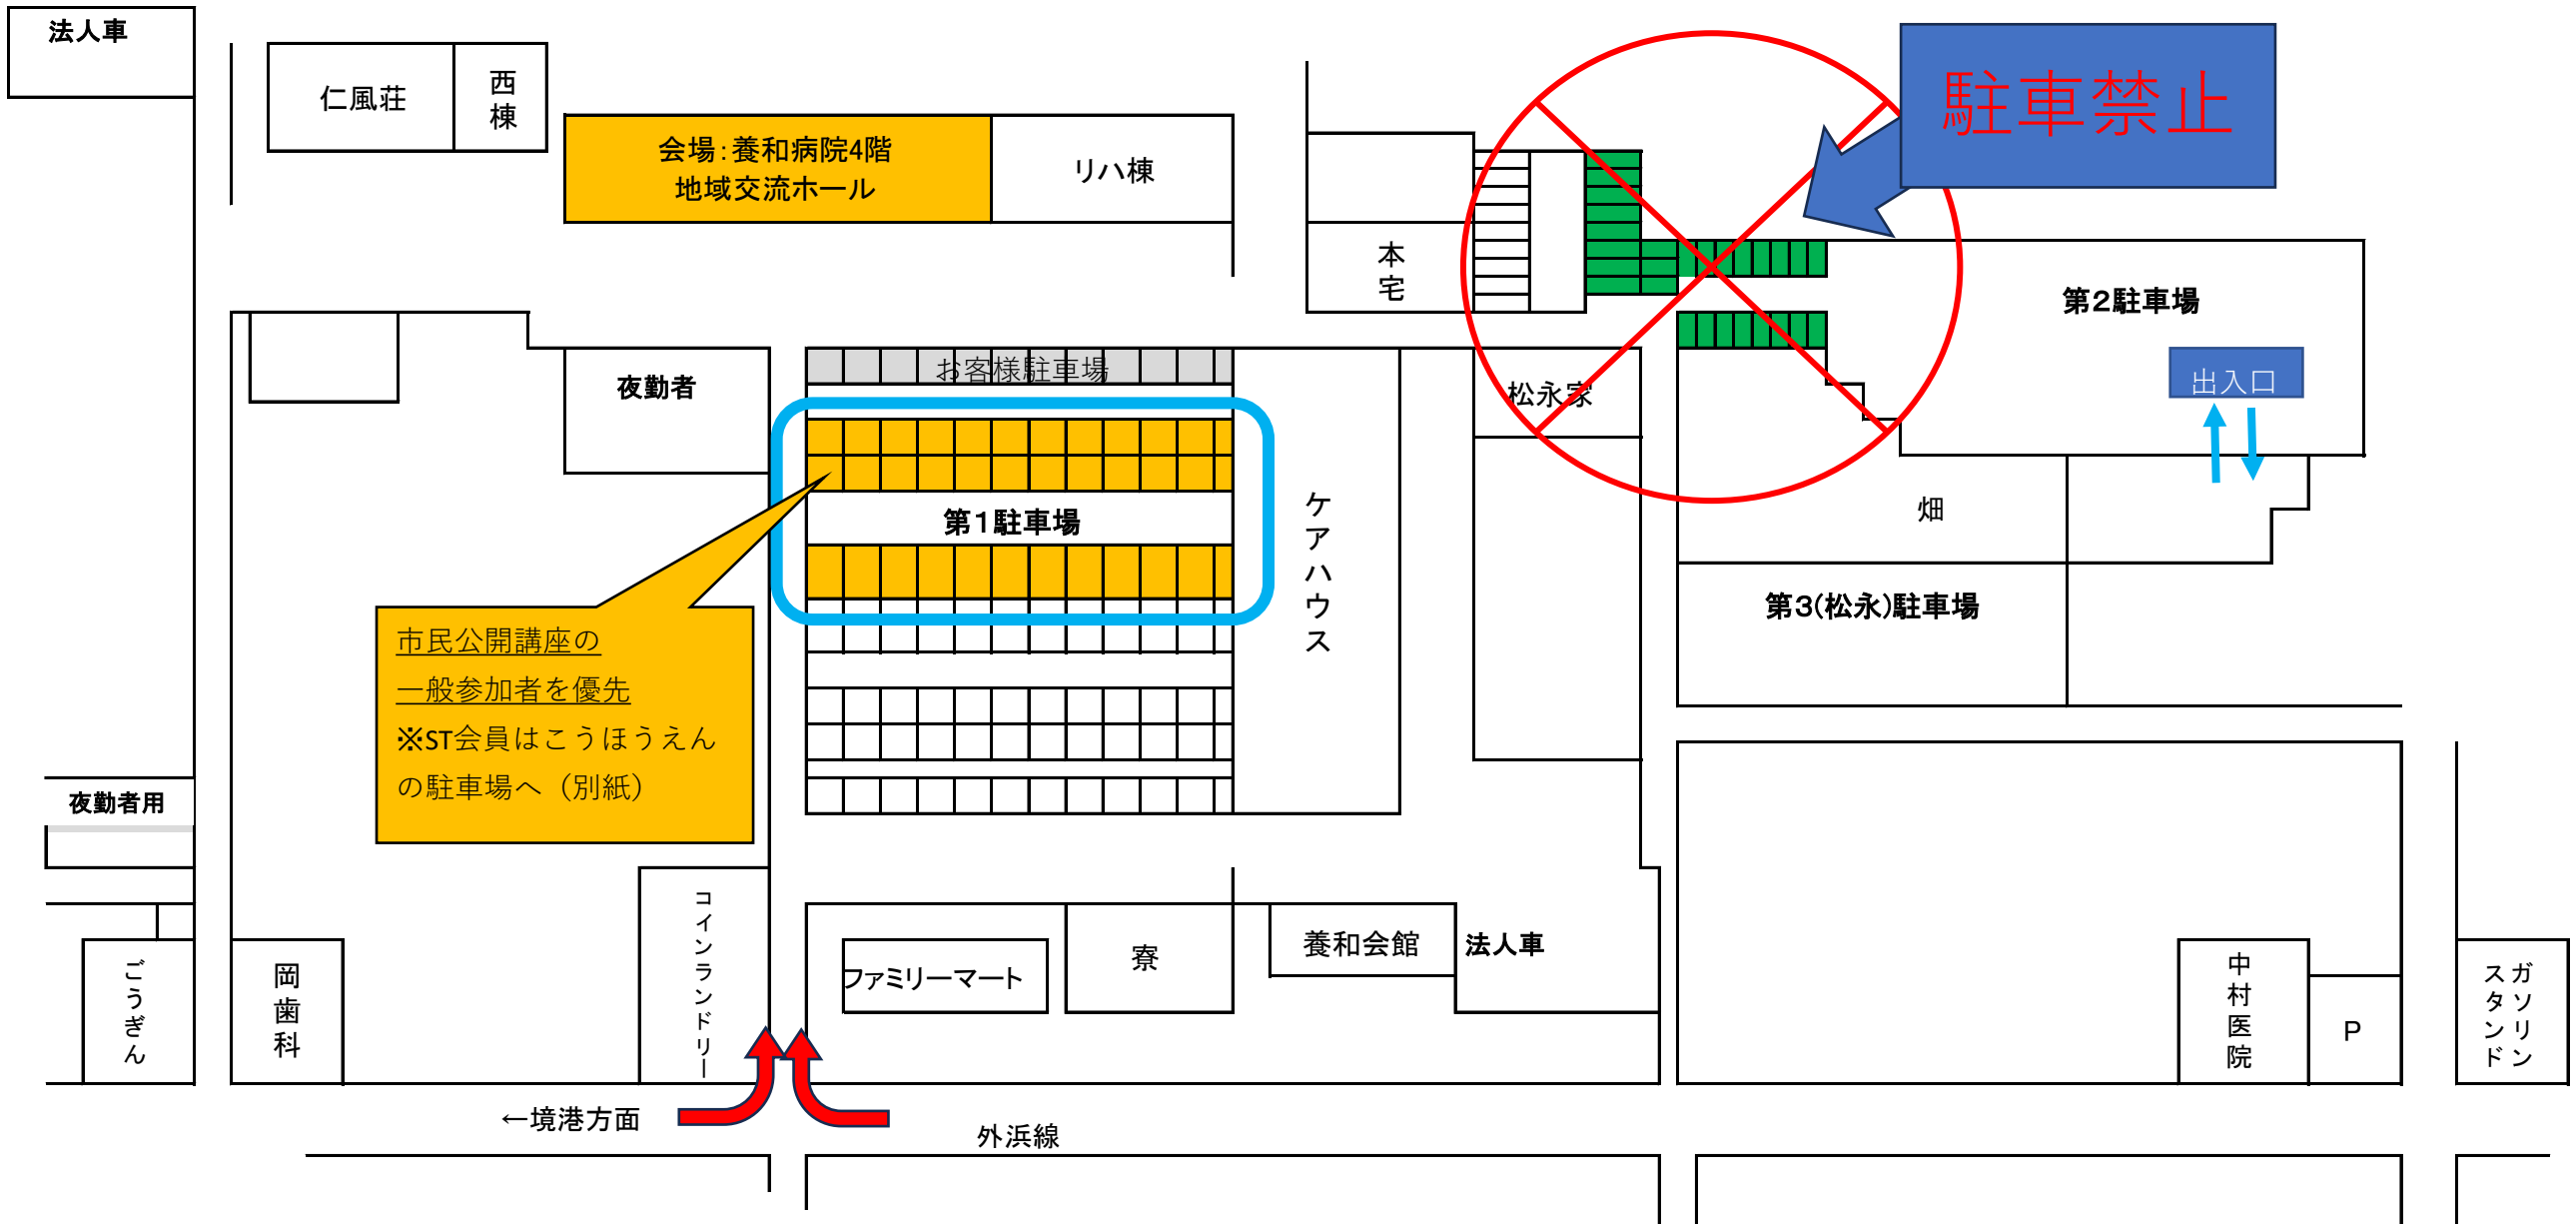 法人車
仁風荘
西棟
会場：養和病院4階
地域交流ホール
リハ棟
本宅
駐車禁止
第2駐車場
出入口
お客様駐車場
夜勤者
松永家
第1駐車場
ケアハウス
畑
第3(松永)駐車場
市民公開講座の
一般参加者を優先
※ST会員はこうほうえん
の駐車場へ（別紙）
夜勤者用
コインランドリー
ごうぎん
岡歯科
ファミリーマート
寮
養和会館
法人車
中村医院
P
ガソリン
スタンド
←境港方面
外浜線